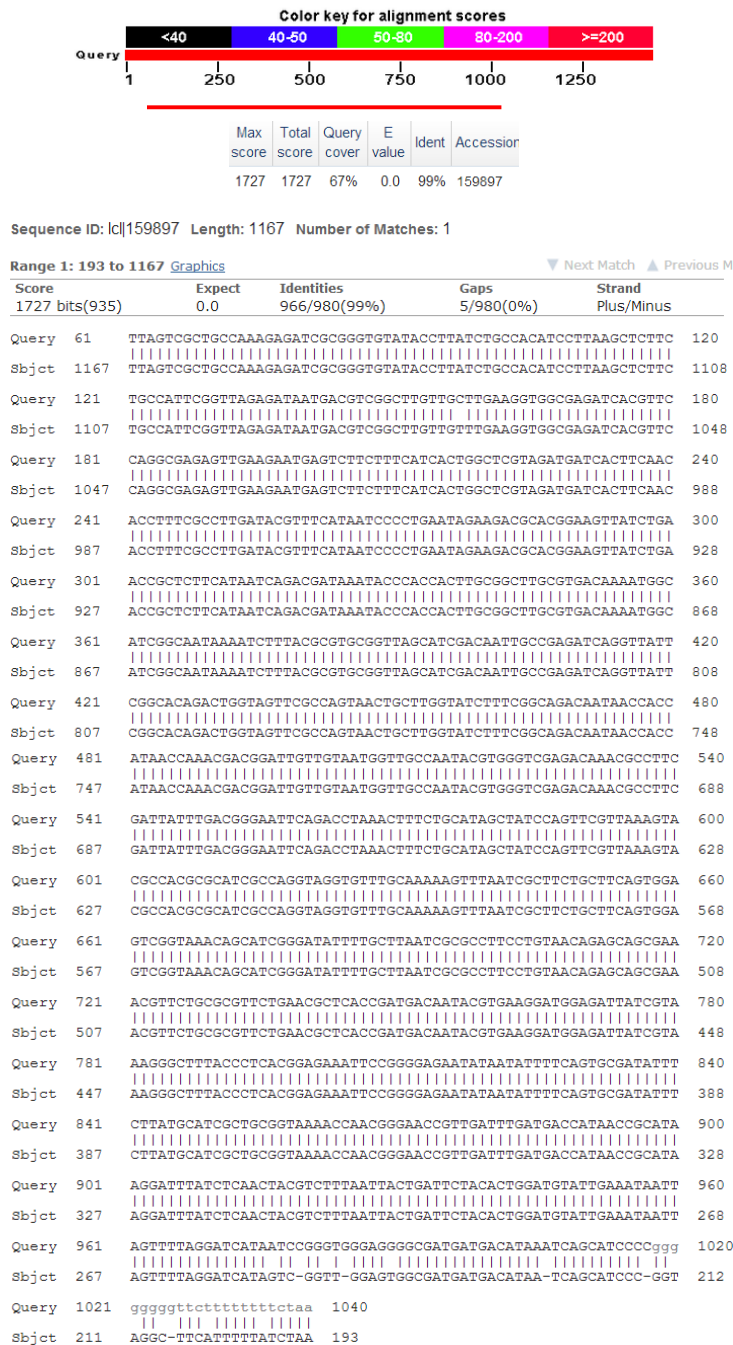 Color key for alignment scores
<40 40-50 50-80 80-200 >=200
Query
1 250 500 750 1000 1250
Max score Total score Query cover E value Ident Accession
1727 1727 67% 0.0 99% 159897
Sequence ID: lcl|159897 Length: 1167 Number of Matches: 1
Range 1: 193 to 1167 Graphics ▼ Next Match ▲ Previous M
Score Expect Identities Gaps Strand
1727 bits(935) 0.0 966/980(99%) 5/980(0%) Plus/Minus
Query 61 TTAGTCGCTGCCAAAGAGATCGCGGGTGTATACCTTATCTGCCACATCCTTAAGCTCTTC 120
Sbjct 1167 TTAGTCGCTGCCAAAGAGATCGCGGGTGTATACCTTATCTGCCACATCCTTAAGCTCTTC 1108
Query 121 TGCCATTCGGTTAGAGATAATGACGTCGGCTTGTTGCTTGAAGGTGGCGAGATCACGTTC 180
Sbjct 1107 TGCCATTCGGTTAGAGATAATGACGTCGGCTTGTTGTTTGAAGGTGGCGAGATCACGTTC 1048
Query 181 CAGGCGAGAGTTGAAGAATGAGTCTTCTTTCATCACTGGCTCGTAGATGATCACTTCAAC 240
Sbjct 1047 CAGGCGAGAGTTGAAGAATGAGTCTTCTTTCATCACTGGCTCGTAGATGATCACTTCAAC 988
Query 241 ACCTTTCGCCTTGATACGTTTCATAATCCCCTGAATAGAAGACGCACGGAAGTTATCTGA 300
Sbjct 987 ACCTTTCGCCTTGATACGTTTCATAATCCCCTGAATAGAAGACGCACGGAAGTTATCTGA 928
Query 301 ACCGCTCTTCATAATCAGACGATAAATACCCACCACTTGCGGCTTGCGTGACAAAATGGC 360
Sbjct 927 ACCGCTCTTCATAATCAGACGATAAATACCCACCACTTGCGGCTTGCGTGACAAAATGGC 868
Query 361 ATCGGCAATAAAATCTTTACGCGTGCGGTTAGCATCGACAATTGCCGAGATCAGGTTATT 420
Sbjct 867 ATCGGCAATAAAATCTTTACGCGTGCGGTTAGCATCGACAATTGCCGAGATCAGGTTATT 808
Query 421 CGGCACAGACTGGTAGTTCGCCAGTAACTGCTTGGTATCTTTCGGCAGACAATAACCACC 480
Sbjct 807 CGGCACAGACTGGTAGTTCGCCAGTAACTGCTTGGTATCTTTCGGCAGACAATAACCACC 748
Query 481 ATAACCAAACGACGGATTGTTGTAATGGTTGCCAATACGTGGGTCGAGACAAACGCCTTC 540
Sbjct 747 ATAACCAAACGACGGATTGTTGTAATGGTTGCCAATACGTGGGTCGAGACAAACGCCTTC 688
Query 541 GATTATTTGACGGGAATTCAGACCTAAACTTTCTGCATAGCTATCCAGTTCGTTAAAGTA 600
Sbjct 687 GATTATTTGACGGGAATTCAGACCTAAACTTTCTGCATAGCTATCCAGTTCGTTAAAGTA 628
Query 601 CGCCACGCGCATCGCCAGGTAGGTGTTTGCAAAAAGTTTAATCGCTTCTGCTTCAGTGGA 660
Sbjct 627 CGCCACGCGCATCGCCAGGTAGGTGTTTGCAAAAAGTTTAATCGCTTCTGCTTCAGTGGA 568
Query 661 GTCGGTAAACAGCATCGGGATATTTTGCTTAATCGCGCCTTCCTGTAACAGAGCAGCGAA 720
Sbjct 567 GTCGGTAAACAGCATCGGGATATTTTGCTTAATCGCGCCTTCCTGTAACAGAGCAGCGAA 508
Query 721 ACGTTCTGCGCGTTCTGAACGCTCACCGATGACAATACGTGAAGGATGGAGATTATCGTA 780
Sbjct 507 ACGTTCTGCGCGTTCTGAACGCTCACCGATGACAATACGTGAAGGATGGAGATTATCGTA 448
Query 781 AAGGGCTTTACCCTCACGGAGAAATTCCGGGGAGAATATAATATTTTCAGTGCGATATTT 840
Sbjct 447 AAGGGCTTTACCCTCACGGAGAAATTCCGGGGAGAATATAATATTTTCAGTGCGATATTT 388
Query 841 CTTATGCATCGCTGCGGTAAAACCAACGGGAACCGTTGATTTGATGACCATAACCGCATA 900
Sbjct 387 CTTATGCATCGCTGCGGTAAAACCAACGGGAACCGTTGATTTGATGACCATAACCGCATA 328
Query 901 AGGATTTATCTCAACTACGTCTTTAATTACTGATTCTACACTGGATGTATTGAAATAATT 960
Sbjct 327 AGGATTTATCTCAACTACGTCTTTAATTACTGATTCTACACTGGATGTATTGAAATAATT 268
Query 961 AGTTTTAGGATCATAATCCGGGTGGGAGGGGCGATGATGACATAAATCAGCATCCCCggg 1020
Sbjct 267 AGTTTTAGGATCATAGTC-GGTT-GGAGTGGCGATGATGACATAA-TCAGCATCCC-GGT 212
Query 1021 gggggttctttttttttctaa 1040
Sbjct 211 AGGC-TTCATTTTTATCTAA 193